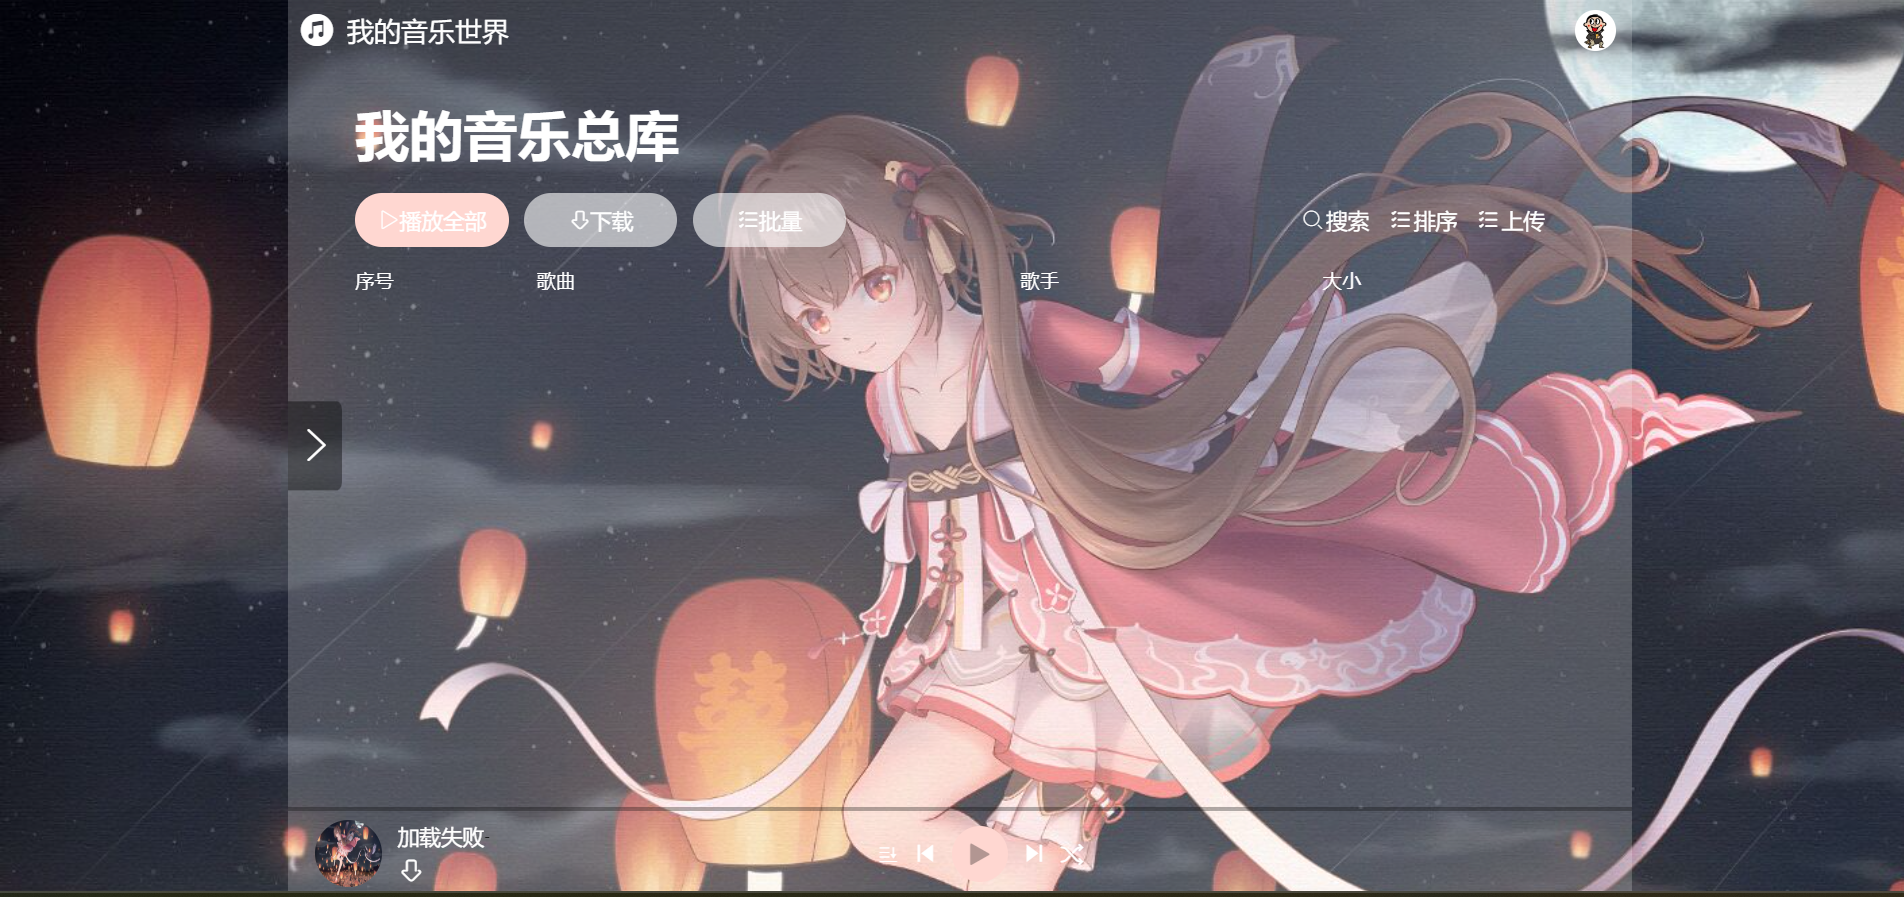 我的音乐世界
我的音乐总库
播放全部 下载 批量 搜索 排序 上传
序号 歌曲 歌手 大小
囍
加载失败-